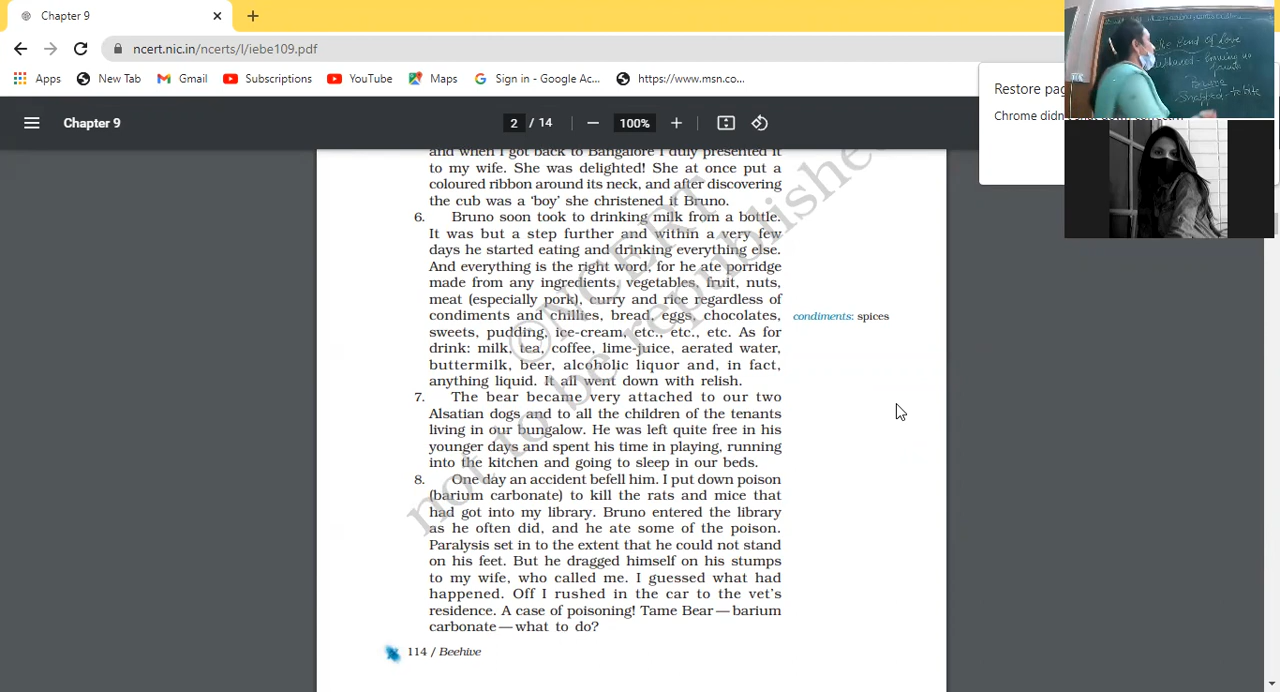 Chapter 9
ncert.nic.in/ncerts/l/iebe109.pdf
Apps New Tab Gmail Subscriptions YouTube Maps Sign in - Google Ac... https://www.msn.co...
Restore pag
Chrome didn
Chapter 9
2 / 14
100%
and when I got back to Bangalore I duly presented it
to my wife. She was delighted! She at once put a
coloured ribbon around its neck, and after discovering
the cub was a ‘boy’ she christened it Bruno.
6. Bruno soon took to drinking milk from a bottle.
It was but a step further and within a very few
days he started eating and drinking everything else.
And everything is the right word, for he ate porridge
made from any ingredients, vegetables, fruit, nuts,
meat (especially pork), curry and rice regardless of
condiments and chillies, bread, eggs, chocolates,
sweets, pudding, ice-cream, etc., etc., etc. As for
drink: milk, tea, coffee, lime-juice, aerated water,
buttermilk, beer, alcoholic liquor and, in fact,
anything liquid. It all went down with relish.
condiments: spices
7. The bear became very attached to our two
Alsatian dogs and to all the children of the tenants
living in our bungalow. He was left quite free in his
younger days and spent his time in playing, running
into the kitchen and going to sleep in our beds.
8. One day an accident befell him. I put down poison
(barium carbonate) to kill the rats and mice that
had got into my library. Bruno entered the library
as he often did, and he ate some of the poison.
Paralysis set in to the extent that he could not stand
on his feet. But he dragged himself on his stumps
to my wife, who called me. I guessed what had
happened. Off I rushed in the car to the vet’s
residence. A case of poisoning! Tame Bear — barium
carbonate — what to do?
114 / Beehive
©NCERT
not to be republished
of Love